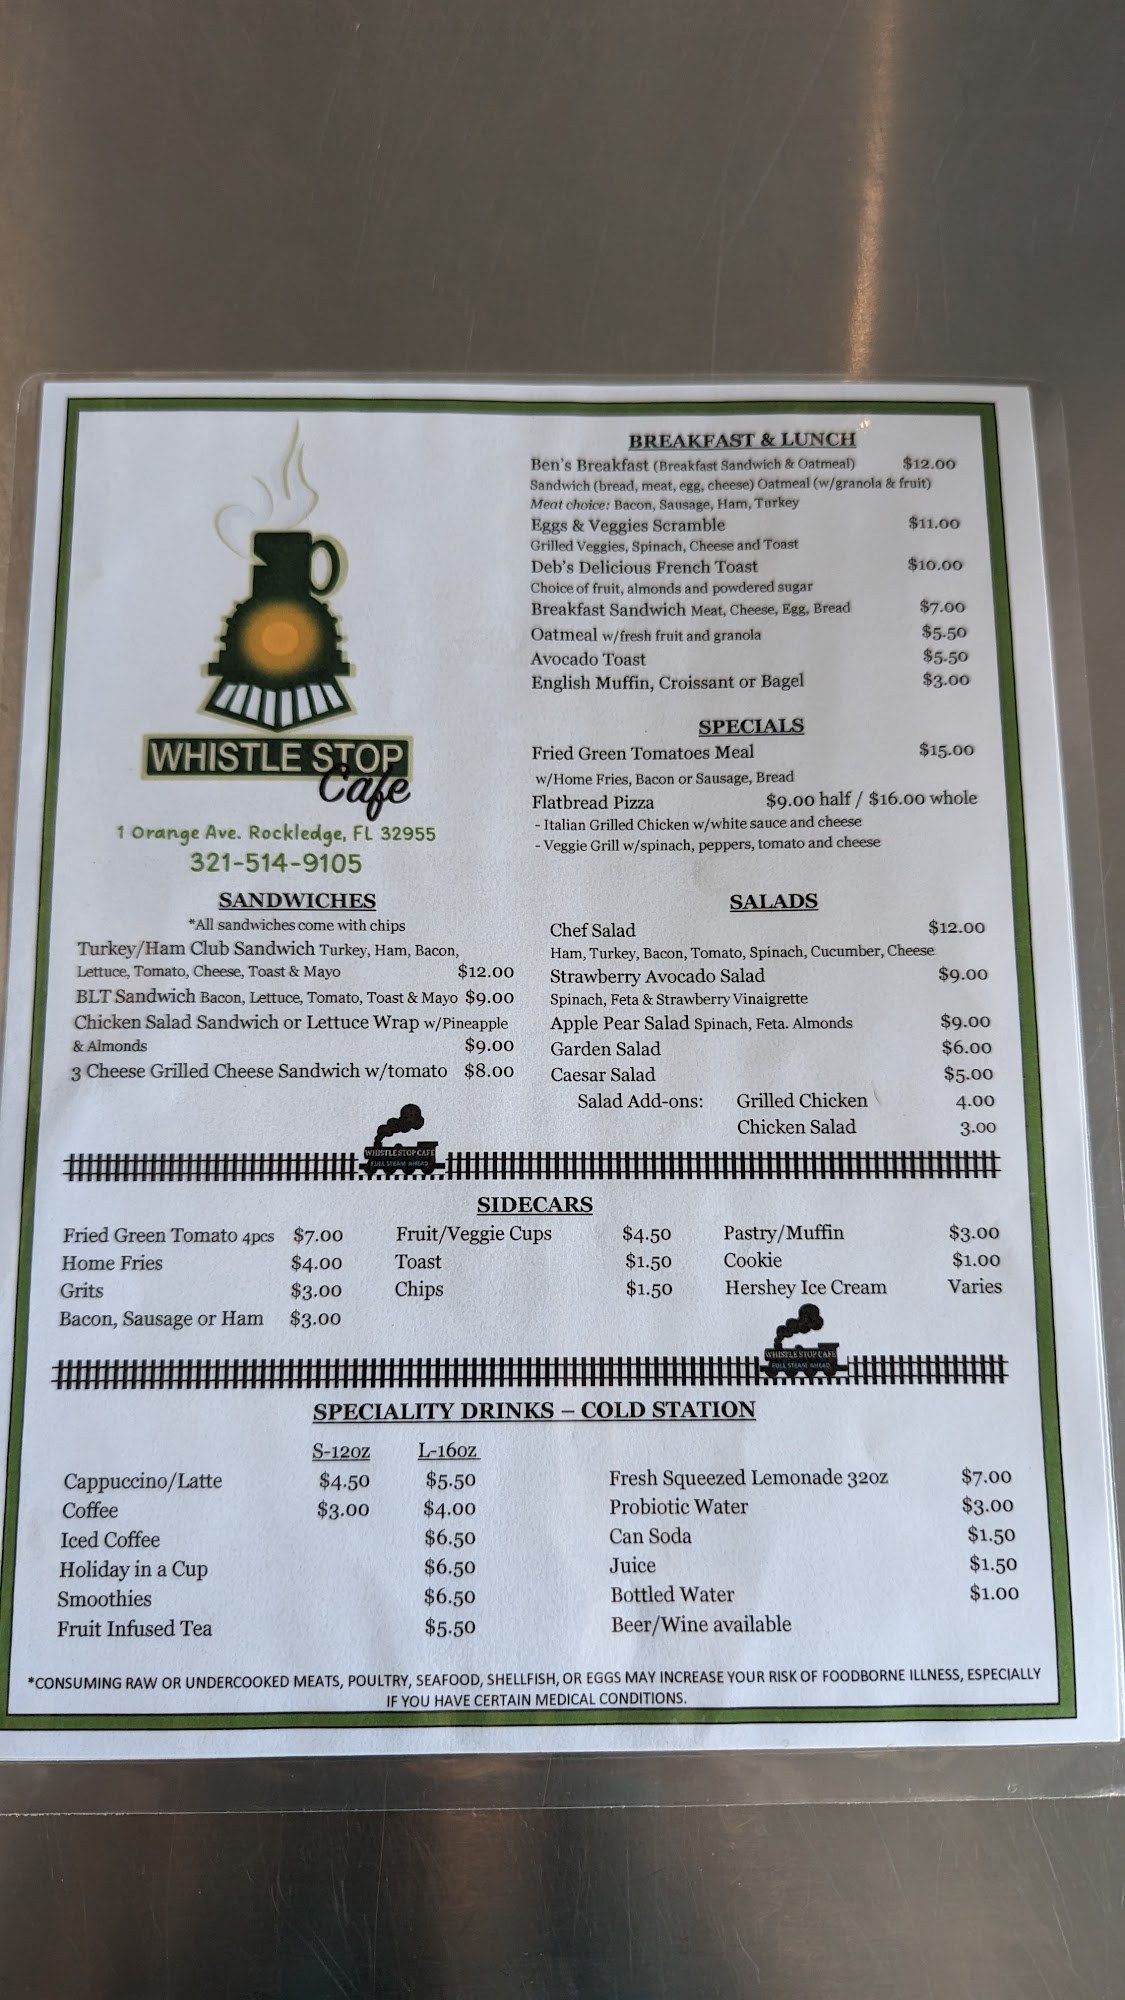 WHISTLE STOP
Cafe
1 Orange Ave. Rockledge, FL 32955
321-514-9105
BREAKFAST & LUNCH
Ben's Breakfast (Breakfast Sandwich & Oatmeal) $12.00
Sandwich (bread, meat, egg, cheese) Oatmeal (w/granola & fruit)
Meat choice: Bacon, Sausage, Ham, Turkey
Eggs & Veggies Scramble $11.00
Grilled Veggies, Spinach, Cheese and Toast
Deb's Delicious French Toast $10.00
Choice of fruit, almonds and powdered sugar
Breakfast Sandwich Meat, Cheese, Egg, Bread $7.00
Oatmeal w/fresh fruit and granola $5.50
Avocado Toast $5.50
English Muffin, Croissant or Bagel $3.00
SPECIALS
Fried Green Tomatoes Meal $15.00
w/Home Fries, Bacon or Sausage, Bread
Flatbread Pizza $9.00 half / $16.00 whole
- Italian Grilled Chicken w/white sauce and cheese
- Veggie Grill w/spinach, peppers, tomato and cheese
SANDWICHES
*All sandwiches come with chips
Turkey/Ham Club Sandwich Turkey, Ham, Bacon,
Lettuce, Tomato, Cheese, Toast & Mayo $12.00
BLT Sandwich Bacon, Lettuce, Tomato, Toast & Mayo $9.00
Chicken Salad Sandwich or Lettuce Wrap w/Pineapple
& Almonds $9.00
3 Cheese Grilled Cheese Sandwich w/tomato $8.00
SALADS
Chef Salad $12.00
Ham, Turkey, Bacon, Tomato, Spinach, Cucumber, Cheese
Strawberry Avocado Salad $9.00
Spinach, Feta & Strawberry Vinaigrette
Apple Pear Salad Spinach, Feta. Almonds $9.00
Garden Salad $6.00
Caesar Salad $5.00
Salad Add-ons: Grilled Chicken 4.00
Chicken Salad 3.00
WHISTLE STOP CAFE
FULL STEAM AHEAD
SIDECARS
Fried Green Tomato 4pcs $7.00 Fruit/Veggie Cups $4.50 Pastry/Muffin $3.00
Home Fries $4.00 Toast $1.50 Cookie $1.00
Grits $3.00 Chips $1.50 Hershey Ice Cream Varies
Bacon, Sausage or Ham $3.00
WHISTLE STOP CAFE
FULL STEAM AHEAD
SPECIALITY DRINKS – COLD STATION
S-12oz L-16oz
Cappuccino/Latte $4.50 $5.50 Fresh Squeezed Lemonade 32oz $7.00
Coffee $3.00 $4.00 Probiotic Water $3.00
Iced Coffee $6.50 Can Soda $1.50
Holiday in a Cup $6.50 Juice $1.50
Smoothies $6.50 Bottled Water $1.00
Fruit Infused Tea $5.50 Beer/Wine available
*CONSUMING RAW OR UNDERCOOKED MEATS, POULTRY, SEAFOOD, SHELLFISH, OR EGGS MAY INCREASE YOUR RISK OF FOODBORNE ILLNESS, ESPECIALLY
IF YOU HAVE CERTAIN MEDICAL CONDITIONS.